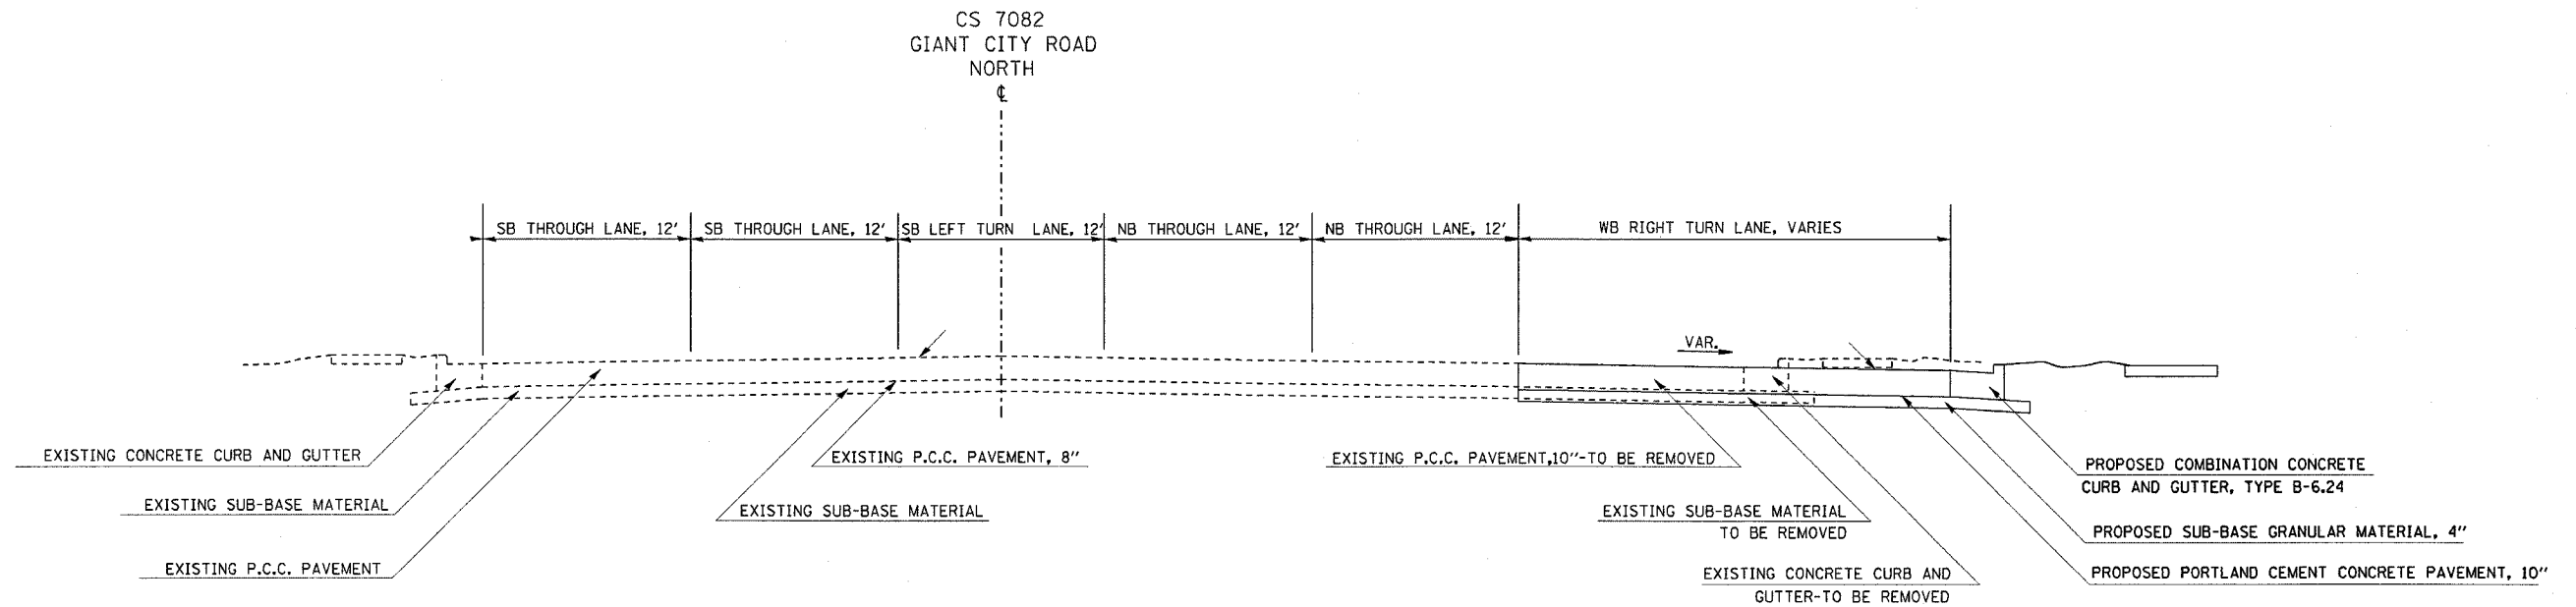 CS 7082
GIANT CITY ROAD
NORTH
℄
SB THROUGH LANE, 12'
SB THROUGH LANE, 12'
SB LEFT TURN LANE, 12'
NB THROUGH LANE, 12'
NB THROUGH LANE, 12'
WB RIGHT TURN LANE, VARIES
VAR.
EXISTING CONCRETE CURB AND GUTTER
EXISTING SUB-BASE MATERIAL
EXISTING P.C.C. PAVEMENT
EXISTING P.C.C. PAVEMENT, 8"
EXISTING SUB-BASE MATERIAL
EXISTING P.C.C. PAVEMENT,10"-TO BE REMOVED
EXISTING SUB-BASE MATERIAL
TO BE REMOVED
EXISTING CONCRETE CURB AND
GUTTER-TO BE REMOVED
PROPOSED COMBINATION CONCRETE
CURB AND GUTTER, TYPE B-6.24
PROPOSED SUB-BASE GRANULAR MATERIAL, 4"
PROPOSED PORTLAND CEMENT CONCRETE PAVEMENT, 10"